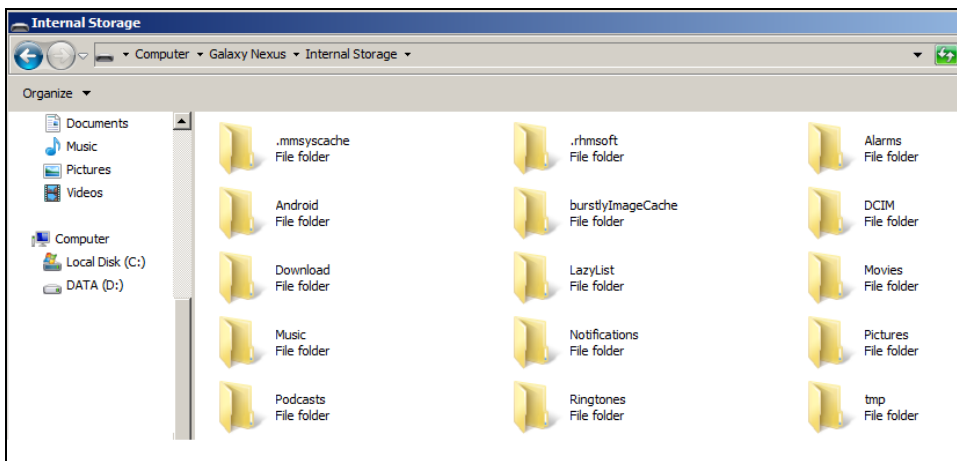 Internal Storage
Computer Galaxy Nexus Internal Storage
Organize
Documents
Music
Pictures
Videos
Computer
Local Disk (C:)
DATA (D:)
.mmsyscache
File folder
.rhmsoft
File folder
Alarms
File folder
Android
File folder
burstlyImageCache
File folder
DCIM
File folder
Download
File folder
LazyList
File folder
Movies
File folder
Music
File folder
Notifications
File folder
Pictures
File folder
Podcasts
File folder
Ringtones
File folder
tmp
File folder